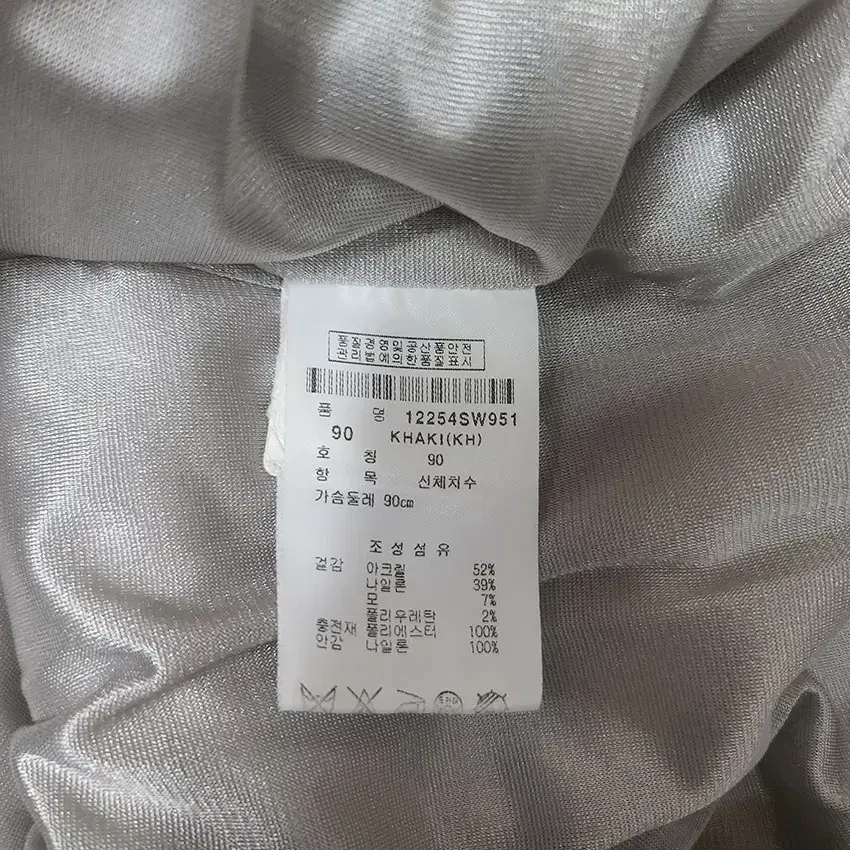 품질경영및공산품안전
관리법에의한품질표시
품 명 12254SW951
90 KHAKI(KH)
호 칭 90
항 목 신체치수
가슴둘레 90cm
조성섬유
겉감 아크릴 52%
나일론 39%
모 7%
폴리우레탄 2%
충전재 폴리에스터 100%
안감 나일론 100%